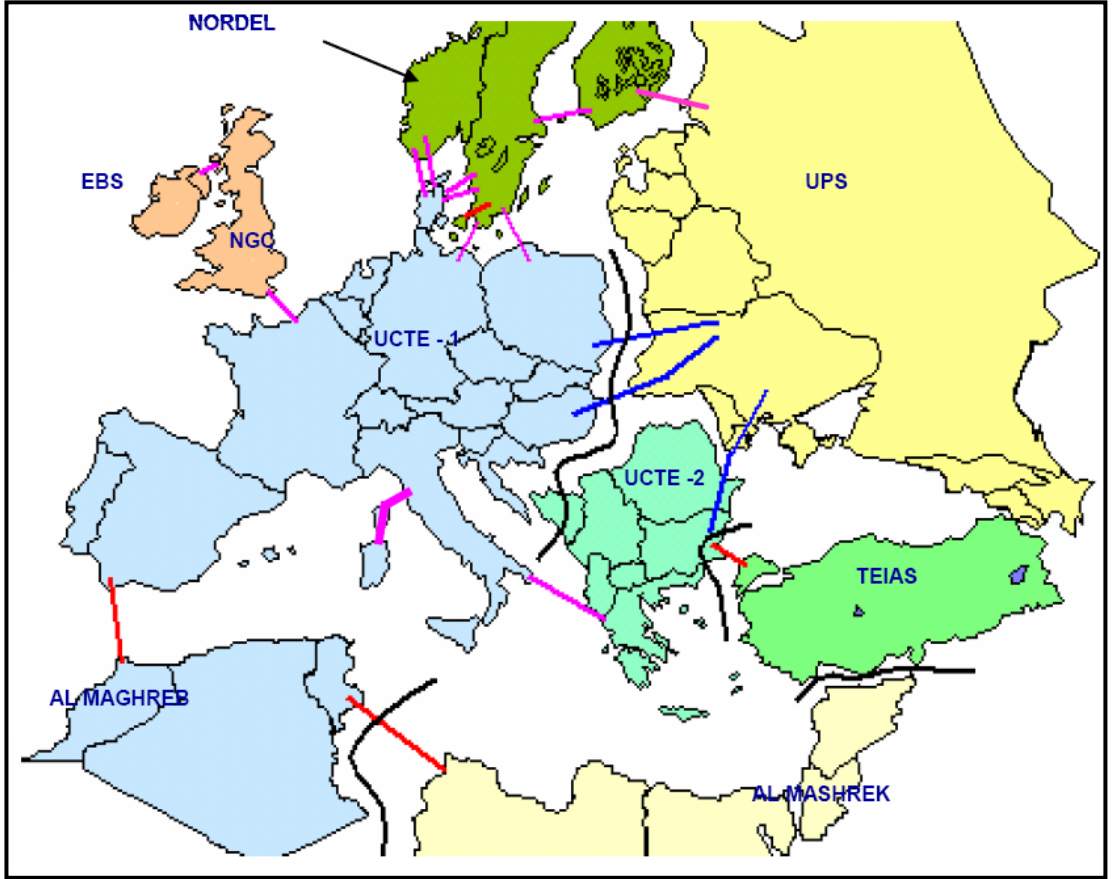 NORDEL
EBS
UPS
NGC
UCTE - 1
UCTE -2
TEIAS
AL MAGHREB
AL MASHREK